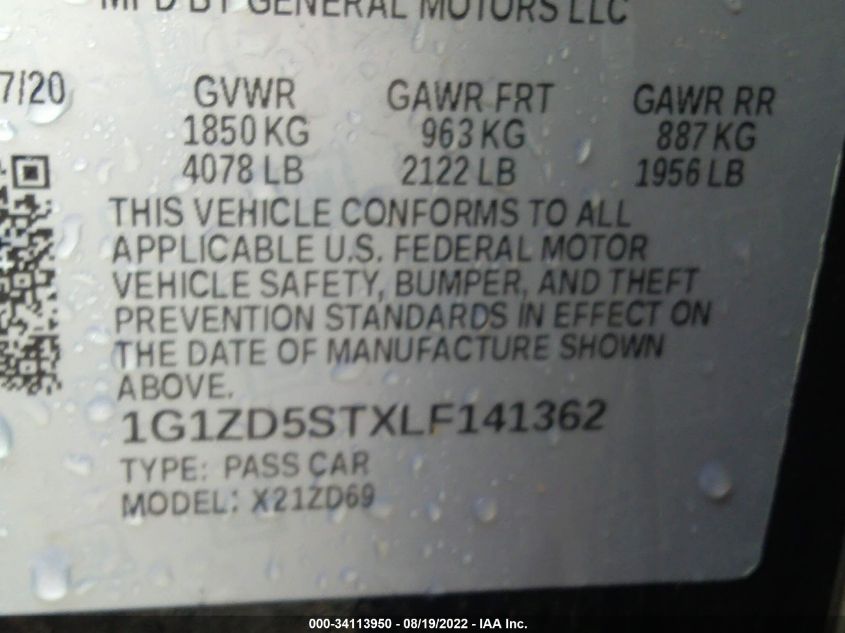 MFD BY GENERAL MOTORS LLC
7/20 GVWR GAWR FRT GAWR RR
1850 KG 963 KG 887 KG
4078 LB 2122 LB 1956 LB
THIS VEHICLE CONFORMS TO ALL
APPLICABLE U.S. FEDERAL MOTOR
VEHICLE SAFETY, BUMPER, AND THEFT
PREVENTION STANDARDS IN EFFECT ON
THE DATE OF MANUFACTURE SHOWN
ABOVE.
1G1ZD5STXLF141362
TYPE: PASS CAR
MODEL: X21ZD69
000-34113950 - 08/19/2022 - IAA Inc.